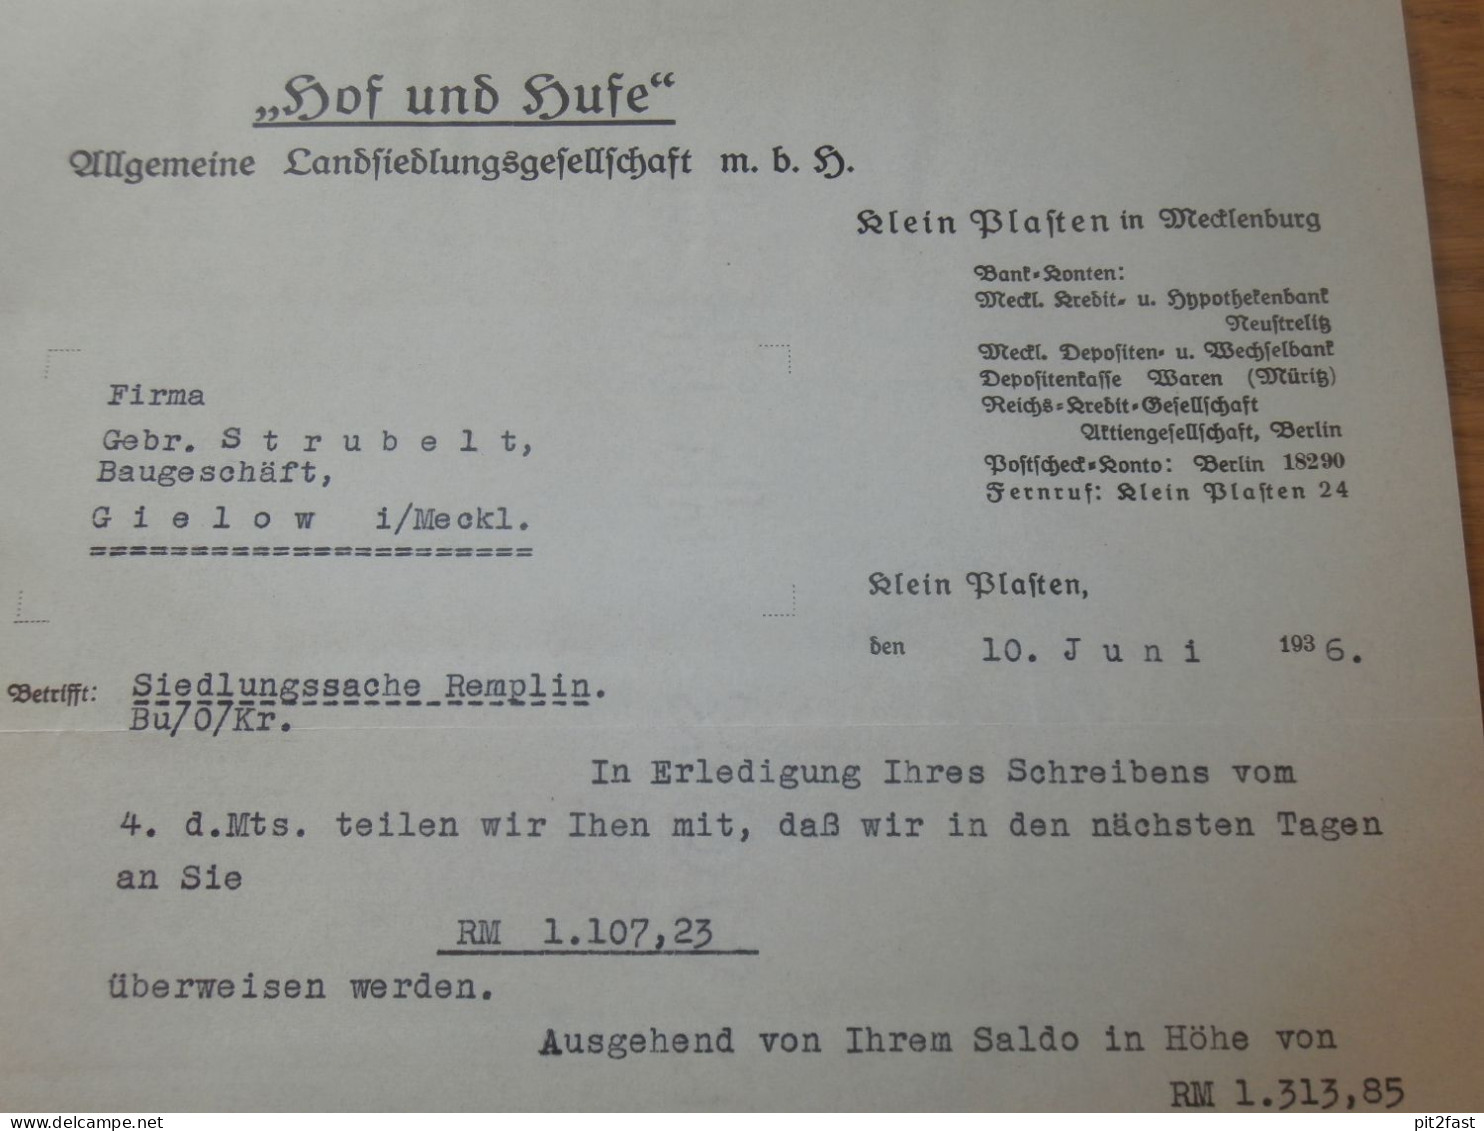 „Hof und Hufe“
Allgemeine Landsiedlungsgesellschaft m. b. H.
Klein Plasten in Mecklenburg
Bank-Konten:
Meckl. Kredit- u. Hypothekenbank
Neustrelitz
Meckl. Depositen- u. Wechselbank
Depositenkasse Waren (Müritz)
Reichs-Kredit-Gesellschaft
Aktiengesellschaft, Berlin
Postscheck-Konto: Berlin 18290
Fernruf: Klein Plasten 24
Firma
Gebr. S t r u b e l t,
Baugeschäft,
G i e l o w i/Meckl.
======================
Klein Plasten,
den 10. J u n i 1936.
Betrifft: Siedlungssache Remplin.
Bu/O/Kr.
In Erledigung Ihres Schreibens vom
4. d.Mts. teilen wir Ihen mit, daß wir in den nächsten Tagen
an Sie
RM 1.107,23
überweisen werden.
Ausgehend von Ihrem Saldo in Höhe von
RM 1.313,85
delcampe.net
pit2fast